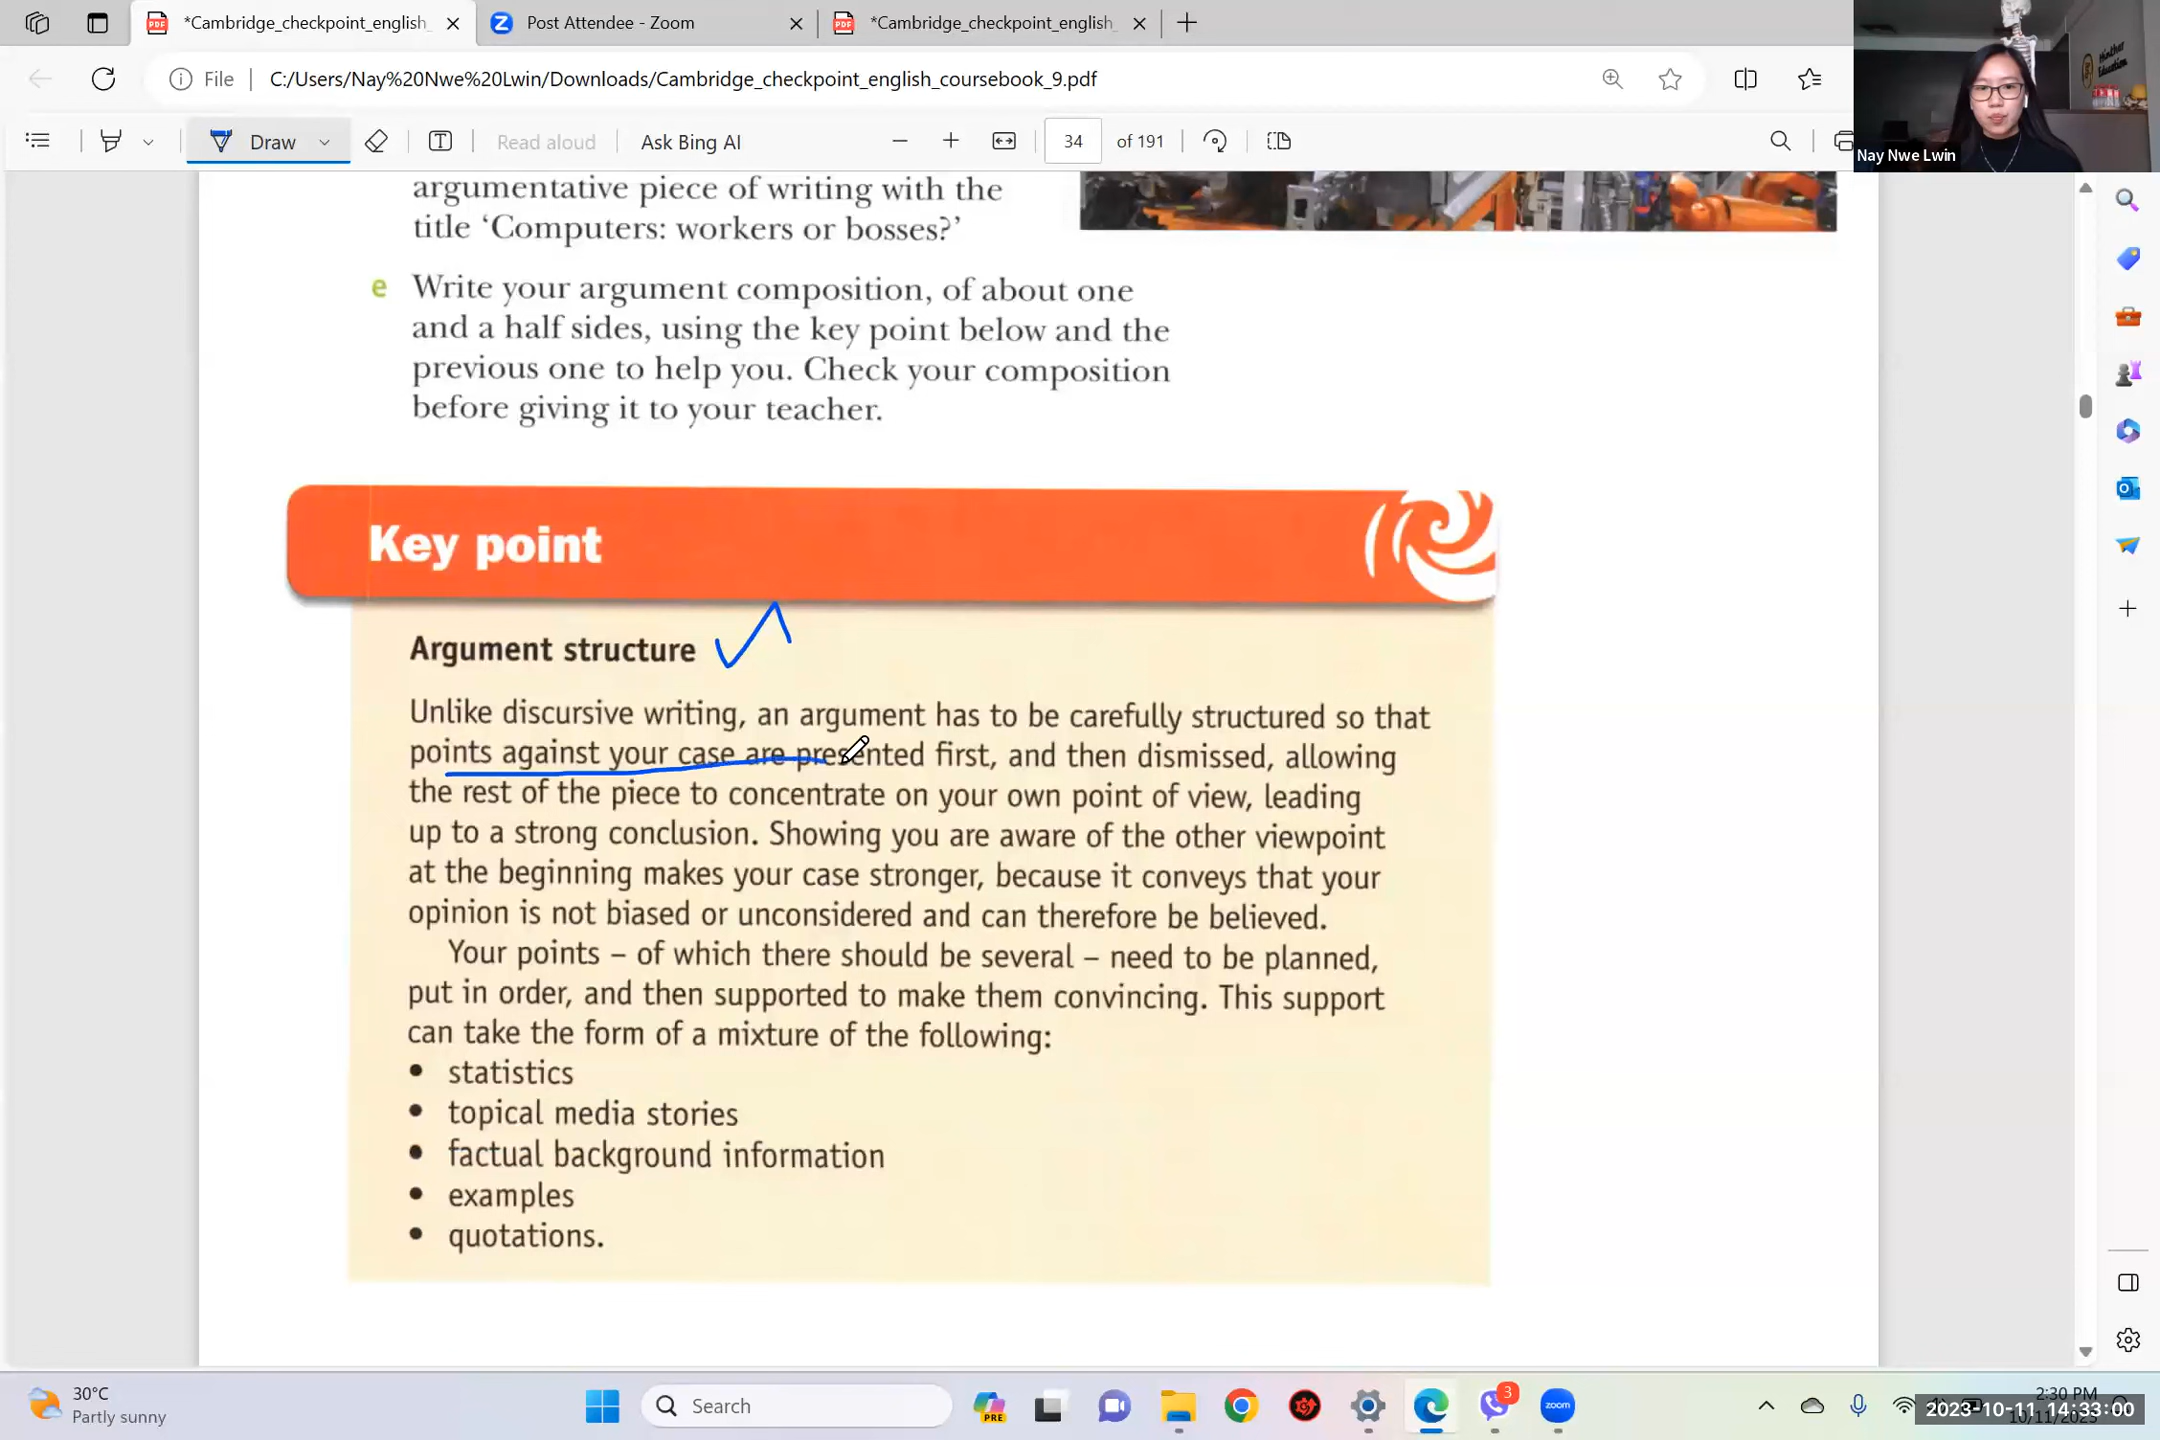 *Cambridge_checkpoint_english_
Post Attendee - Zoom
*Cambridge_checkpoint_english_
File
C:/Users/Nay%20Nwe%20Lwin/Downloads/Cambridge_checkpoint_english_coursebook_9.pdf
Draw
Read aloud
Ask Bing AI
34 of 191
Nay Nwe Lwin
argumentative piece of writing with the
title ‘Computers: workers or bosses?’
e Write your argument composition, of about one
and a half sides, using the key point below and the
previous one to help you. Check your composition
before giving it to your teacher.
Key point
Argument structure
Unlike discursive writing, an argument has to be carefully structured so that
points against your case are presented first, and then dismissed, allowing
the rest of the piece to concentrate on your own point of view, leading
up to a strong conclusion. Showing you are aware of the other viewpoint
at the beginning makes your case stronger, because it conveys that your
opinion is not biased or unconsidered and can therefore be believed.
Your points – of which there should be several – need to be planned,
put in order, and then supported to make them convincing. This support
can take the form of a mixture of the following:
• statistics
• topical media stories
• factual background information
• examples
• quotations.
30°C
Partly sunny
Search
PRE
3
zoom
2:30 PM
2023-10-11 14:33:00
10/11/2023